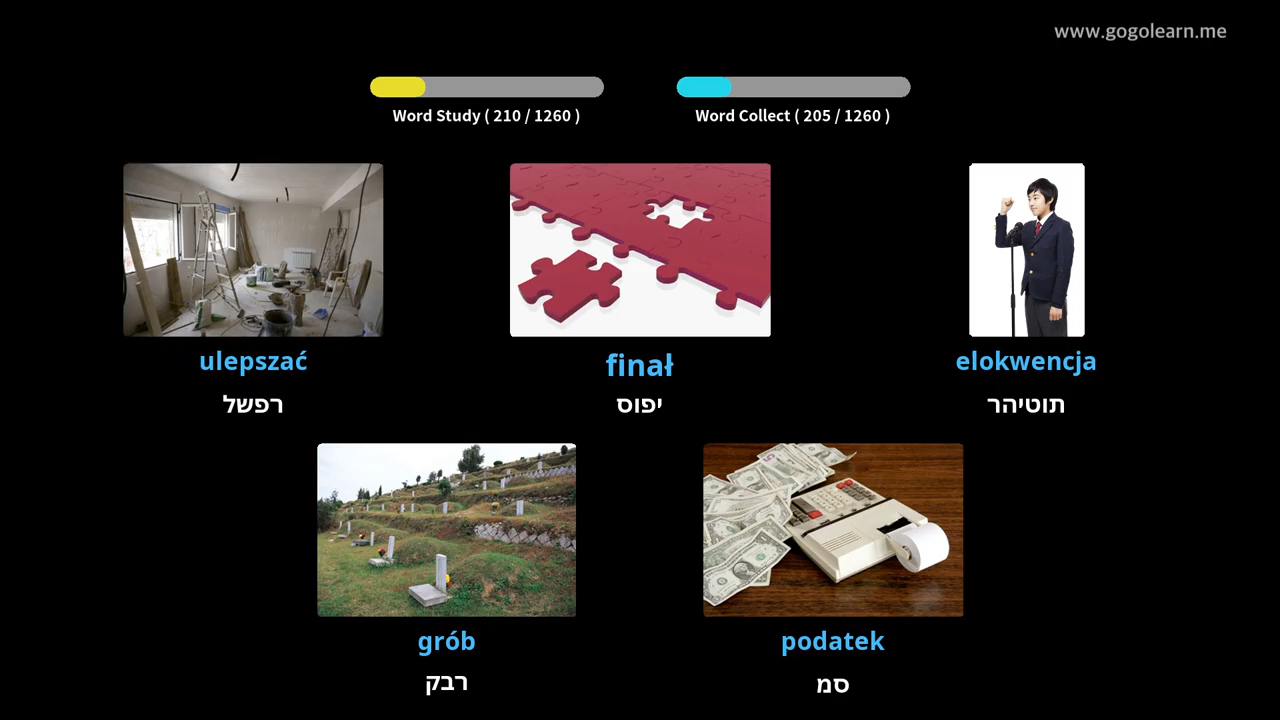 www.gogolearn.me
Word Study ( 210 / 1260 )
Word Collect ( 205 / 1260 )
ulepszać
רפשל
finał
יפוס
elokwencja
תוטיהר
grób
רבק
podatek
סמ